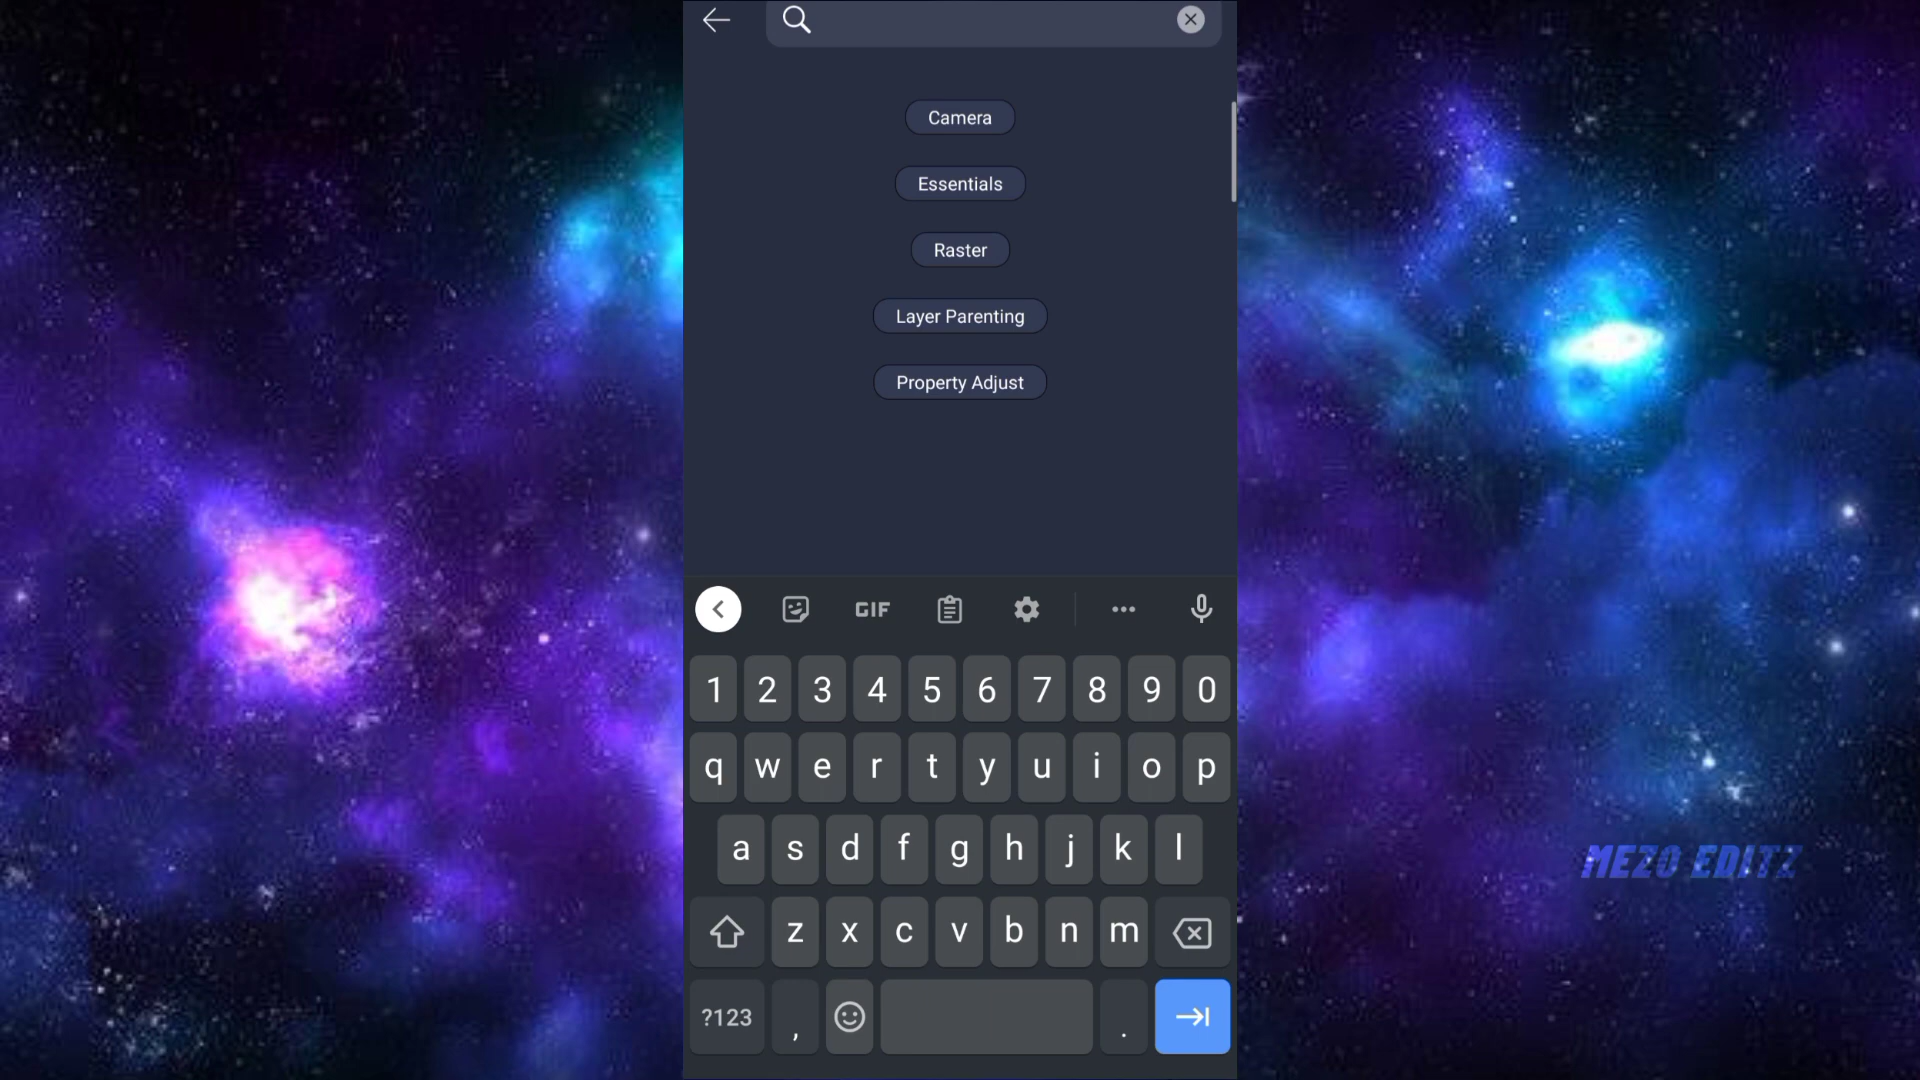 Camera
Essentials
Raster
Layer Parenting
Property Adjust
GIF
1 2 3 4 5 6 7 8 9 0
q w e r t y u i o p
a s d f g h j k l
z x c v b n m
?123 , .
MEZO EDITZ